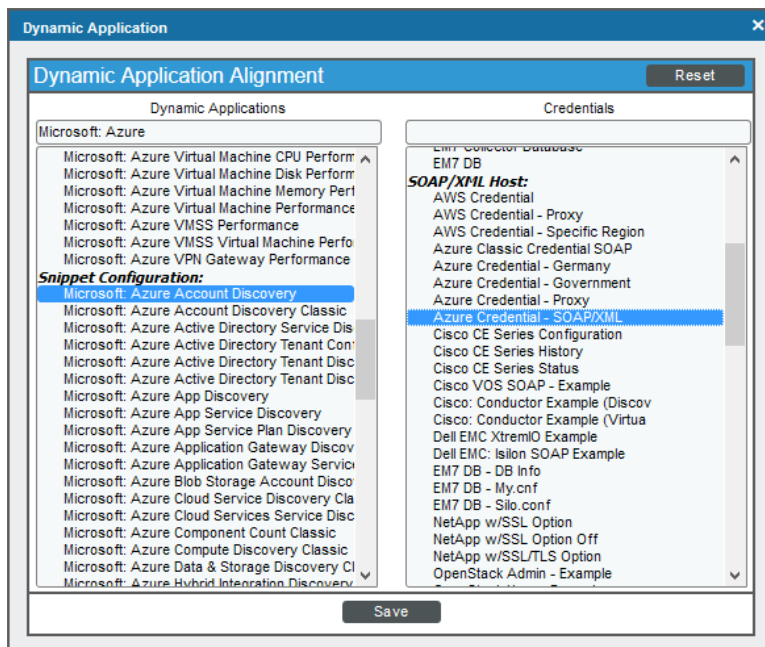 Dynamic Application
Dynamic Application Alignment
Reset
Dynamic Applications
Microsoft: Azure
Microsoft: Azure Virtual Machine CPU Perform
Microsoft: Azure Virtual Machine Disk Perform
Microsoft: Azure Virtual Machine Memory Perf
Microsoft: Azure Virtual Machine Performance
Microsoft: Azure VMSS Performance
Microsoft: Azure VMSS Virtual Machine Perfo
Microsoft: Azure VPN Gateway Performance
Snippet Configuration:
Microsoft: Azure Account Discovery
Microsoft: Azure Account Discovery Classic
Microsoft: Azure Active Directory Service Dis
Microsoft: Azure Active Directory Tenant Con
Microsoft: Azure Active Directory Tenant Disc
Microsoft: Azure Active Directory Tenant Disc
Microsoft: Azure App Discovery
Microsoft: Azure App Service Discovery
Microsoft: Azure App Service Plan Discovery
Microsoft: Azure Application Gateway Discov
Microsoft: Azure Application Gateway Servic
Microsoft: Azure Blob Storage Account Disco
Microsoft: Azure Cloud Service Discovery Cla
Microsoft: Azure Cloud Services Service Disc
Microsoft: Azure Component Count Classic
Microsoft: Azure Compute Discovery Classic
Microsoft: Azure Data & Storage Discovery Cl
Microsoft: Azure Hybrid Integration Discovery
Credentials
EM7 Collector Database
EM7 DB
SOAP/XML Host:
AWS Credential
AWS Credential - Proxy
AWS Credential - Specific Region
Azure Classic Credential SOAP
Azure Credential - Germany
Azure Credential - Government
Azure Credential - Proxy
Azure Credential - SOAP/XML
Cisco CE Series Configuration
Cisco CE Series History
Cisco CE Series Status
Cisco VOS SOAP - Example
Cisco: Conductor Example (Discov
Cisco: Conductor Example (Virtua
Dell EMC XtremIO Example
Dell EMC: Isilon SOAP Example
EM7 DB - DB Info
EM7 DB - My.cnf
EM7 DB - Silo.conf
NetApp w/SSL Option
NetApp w/SSL Option Off
NetApp w/SSL/TLS Option
OpenStack Admin - Example
Save